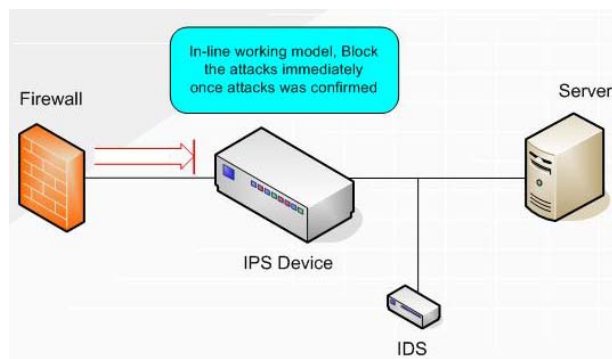 In-line working model, Block
the attacks immediately
once attacks was confirmed
Firewall
Server
IPS Device
IDS